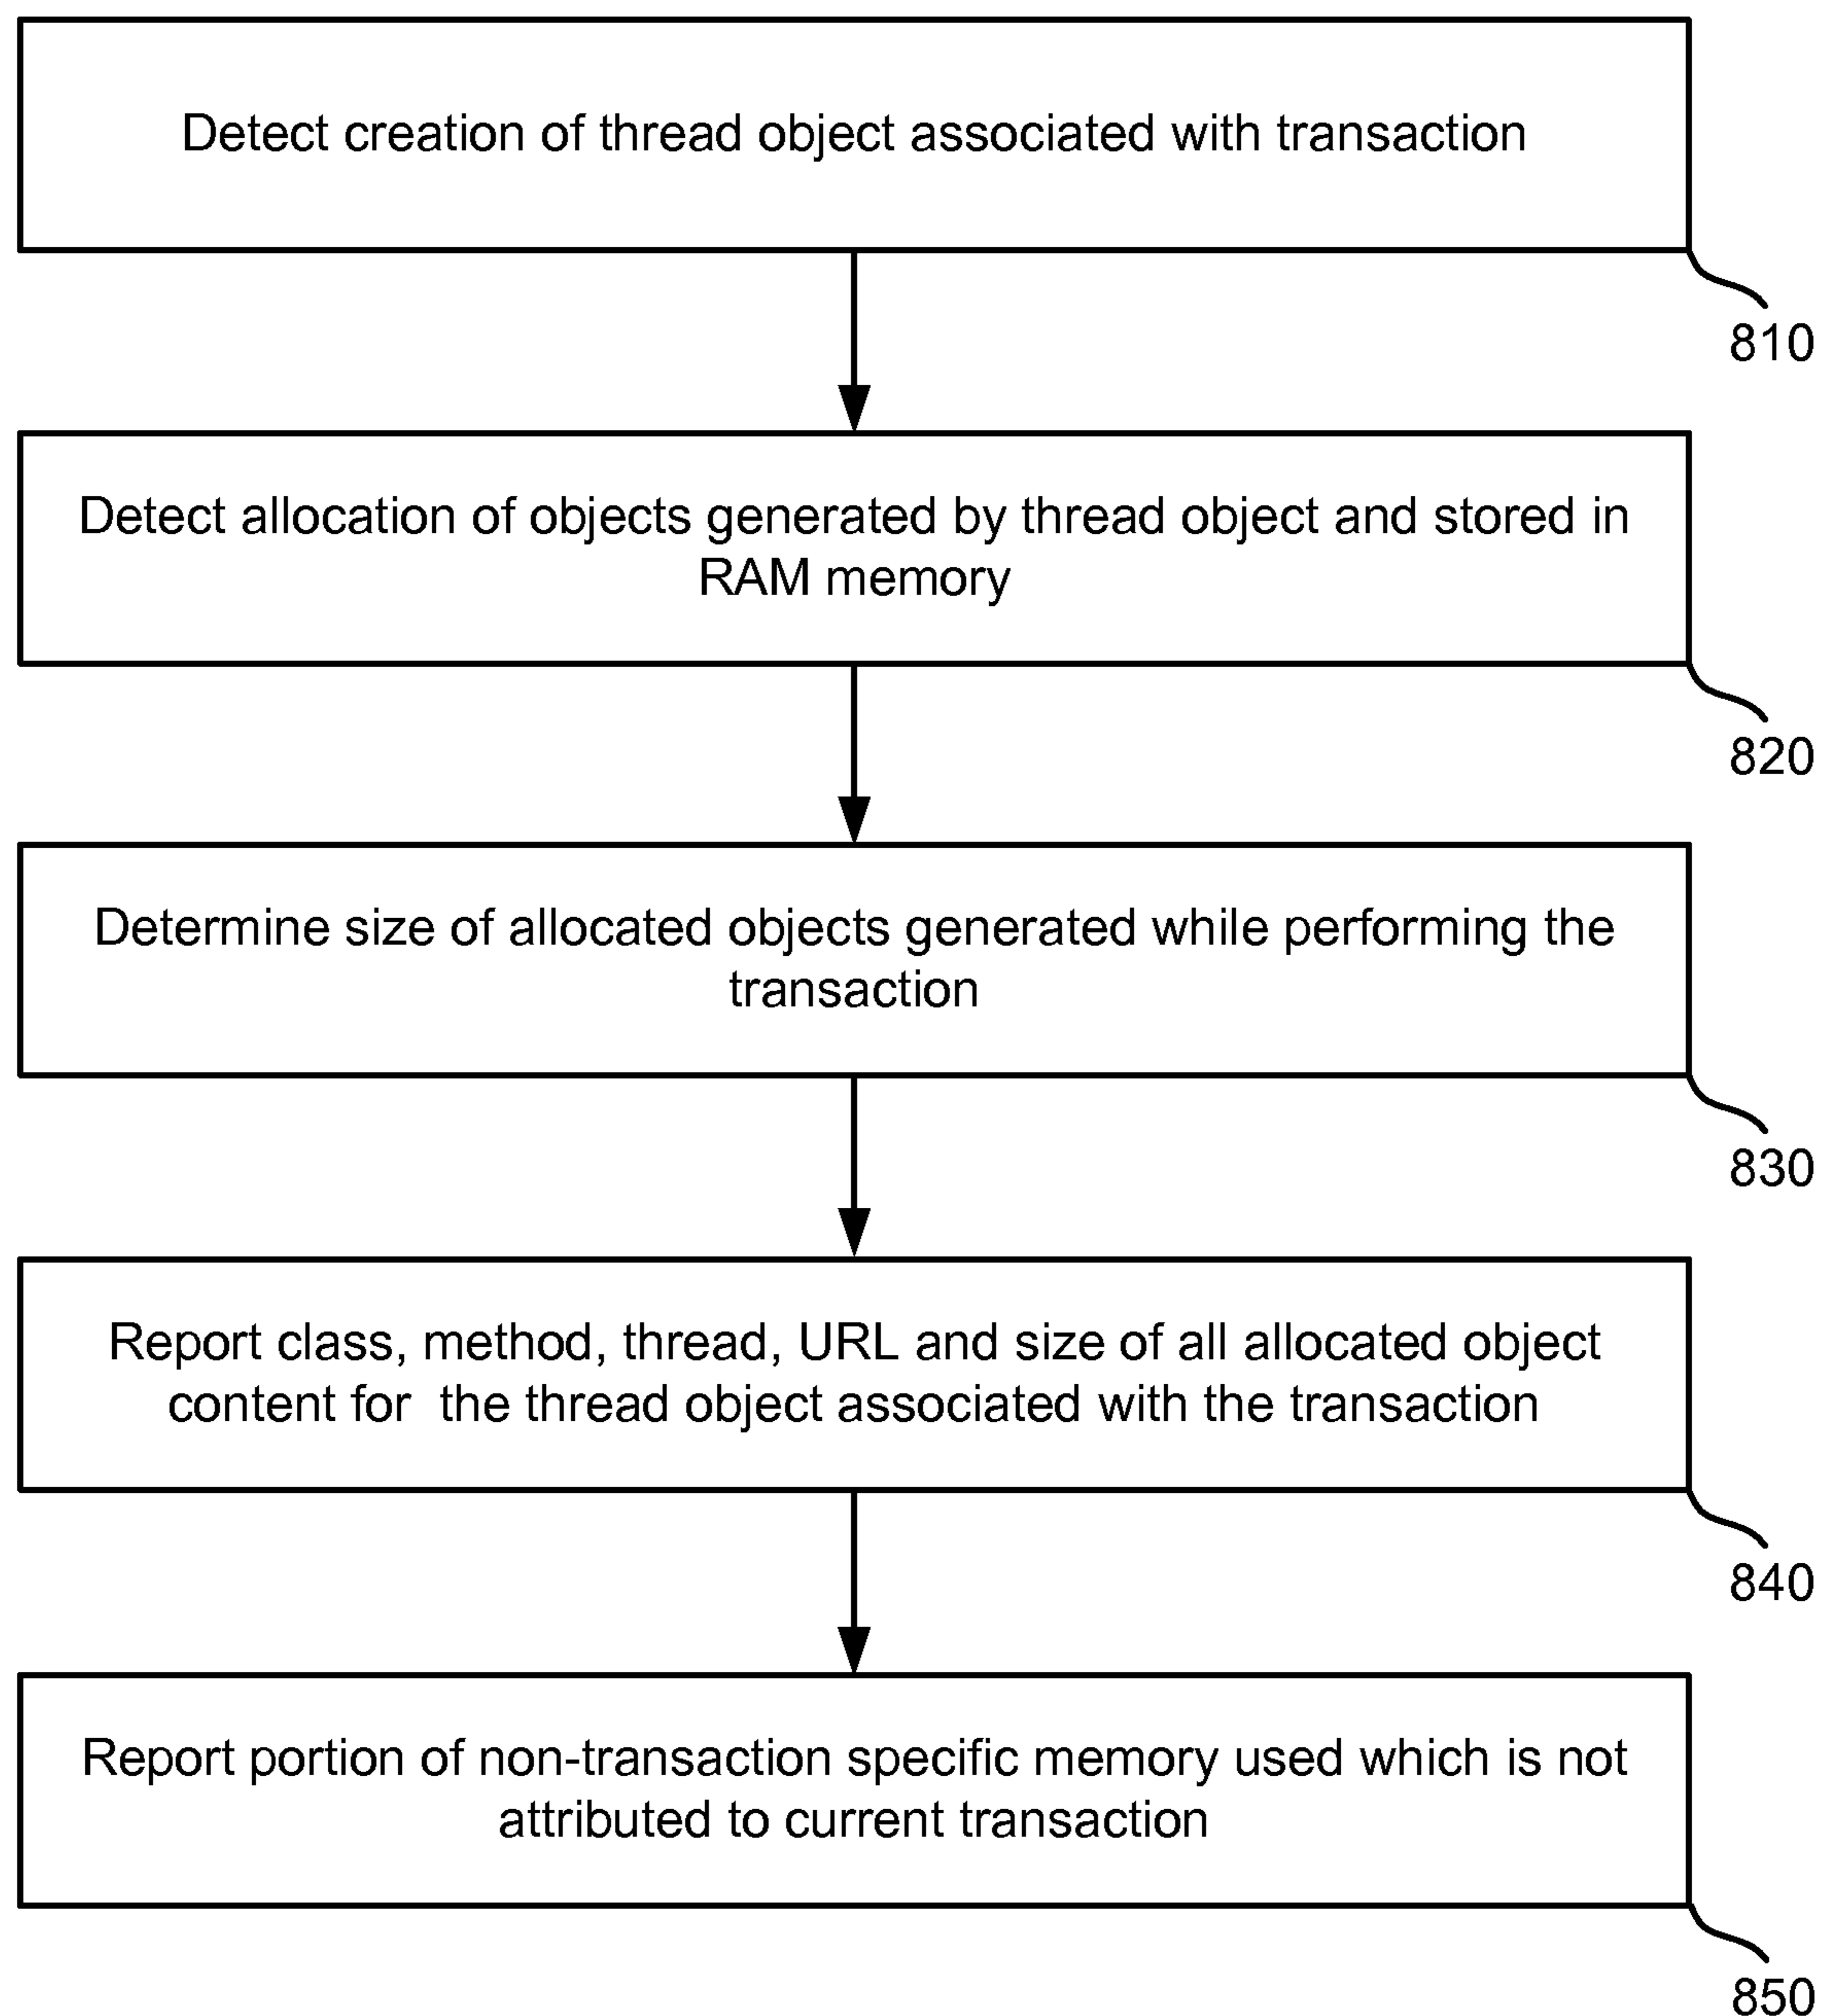 Detect creation of thread object associated with transaction
810
Detect allocation of objects generated by thread object and stored in
RAM memory
820
Determine size of allocated objects generated while performing the
transaction
830
Report class, method, thread, URL and size of all allocated object
content for  the thread object associated with the transaction
840
Report portion of non-transaction specific memory used which is not
attributed to current transaction
850